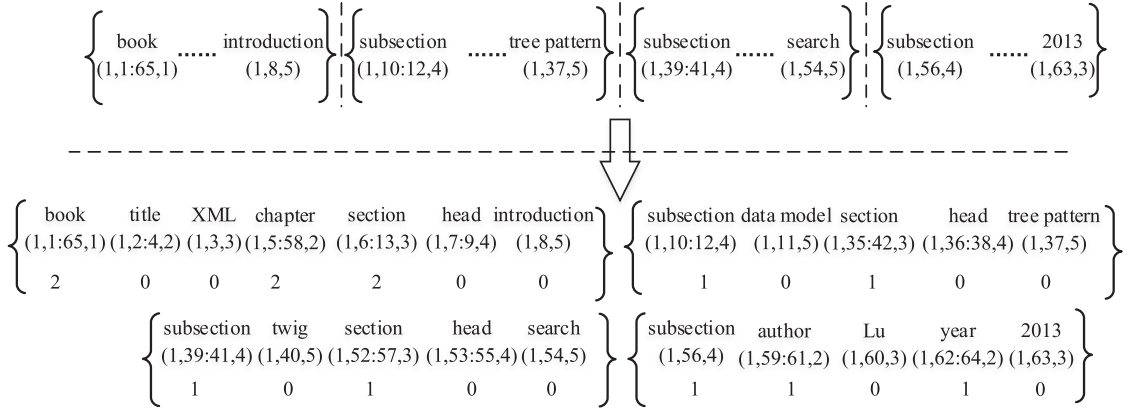 book ...... introduction subsection ...... tree pattern subsection ...... search subsection ...... 2013
(1,1:65,1) (1,8,5) (1,10:12,4) (1,37,5) (1,39:41,4) (1,54,5) (1,56,4) (1,63,3)
book title XML chapter section head introduction subsection data model section head tree pattern
(1,1:65,1) (1,2:4,2) (1,3,3) (1,5:58,2) (1,6:13,3) (1,7:9,4) (1,8,5) (1,10:12,4) (1,11,5) (1,35:42,3) (1,36:38,4) (1,37,5)
2 0 0 2 2 0 0 1 0 1 0 0
subsection twig section head search subsection author Lu year 2013
(1,39:41,4) (1,40,5) (1,52:57,3) (1,53:55,4) (1,54,5) (1,56,4) (1,59:61,2) (1,60,3) (1,62:64,2) (1,63,3)
1 0 1 0 0 1 1 0 1 0